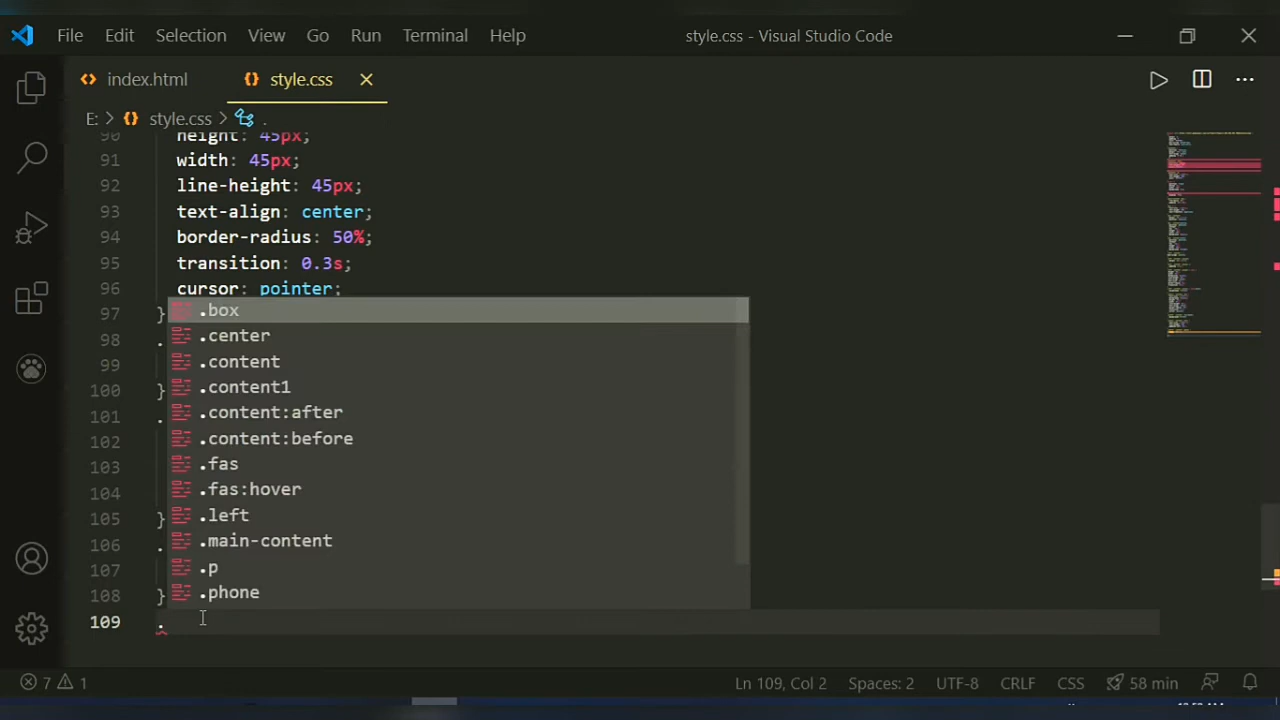 File Edit Selection View Go Run Terminal Help style.css - Visual Studio Code
index.html {} style.css
E: > {} style.css > .
90 height: 45px;
91 width: 45px;
92 line-height: 45px;
93 text-align: center;
94 border-radius: 50%;
95 transition: 0.3s;
96 cursor: pointer;
97 } .box
98 . .center
99 .content
100 } .content1
101 . .content:after
102 .content:before
103 .fas
104 .fas:hover
105 } .left
106 . .main-content
107 .p
108 } .phone
109 .
7 1 Ln 109, Col 2 Spaces: 2 UTF-8 CRLF CSS 58 min